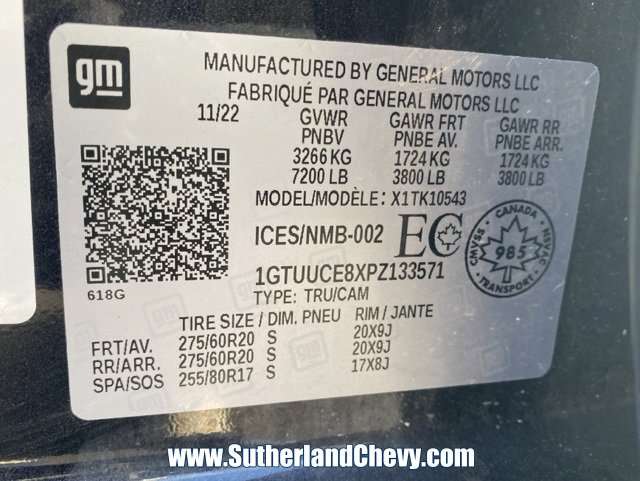 gm
MANUFACTURED BY GENERAL MOTORS LLC
FABRIQUÉ PAR GENERAL MOTORS LLC
11/22 GVWR GAWR FRT GAWR RR
PNBV PNBE AV. PNBE ARR.
3266 KG 1724 KG 1724 KG
7200 LB 3800 LB 3800 LB
MODEL/MODÈLE: X1TK10543
ICES/NMB-002 EC
CANADA
CMVSS 985 NSVAC
TRANSPORT
1GTUUCE8XPZ133571
618G
TYPE: TRU/CAM
TIRE SIZE / DIM. PNEU RIM / JANTE
FRT/AV. 275/60R20 S 20X9J
RR/ARR. 275/60R20 S 20X9J
SPA/SOS 255/80R17 S 17X8J
www.SutherlandChevy.com